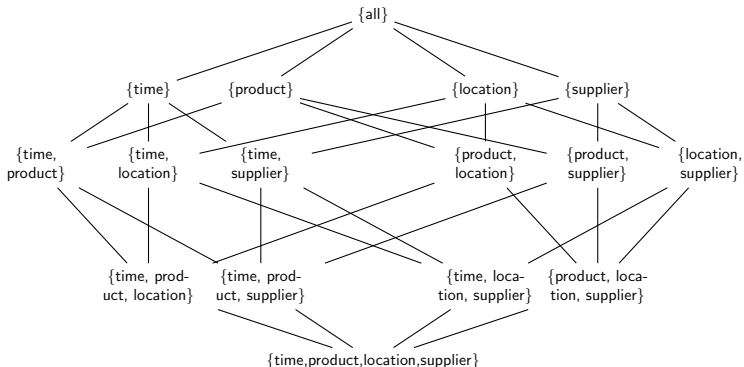 {all}
{time}
{product}
{location}
{supplier}
{time,
product}
{time,
location}
{time,
supplier}
{product,
location}
{product,
supplier}
{location,
supplier}
{time, prod-
uct, location}
{time, prod-
uct, supplier}
{time, loca-
tion, supplier}
{product, loca-
tion, supplier}
{time,product,location,supplier}